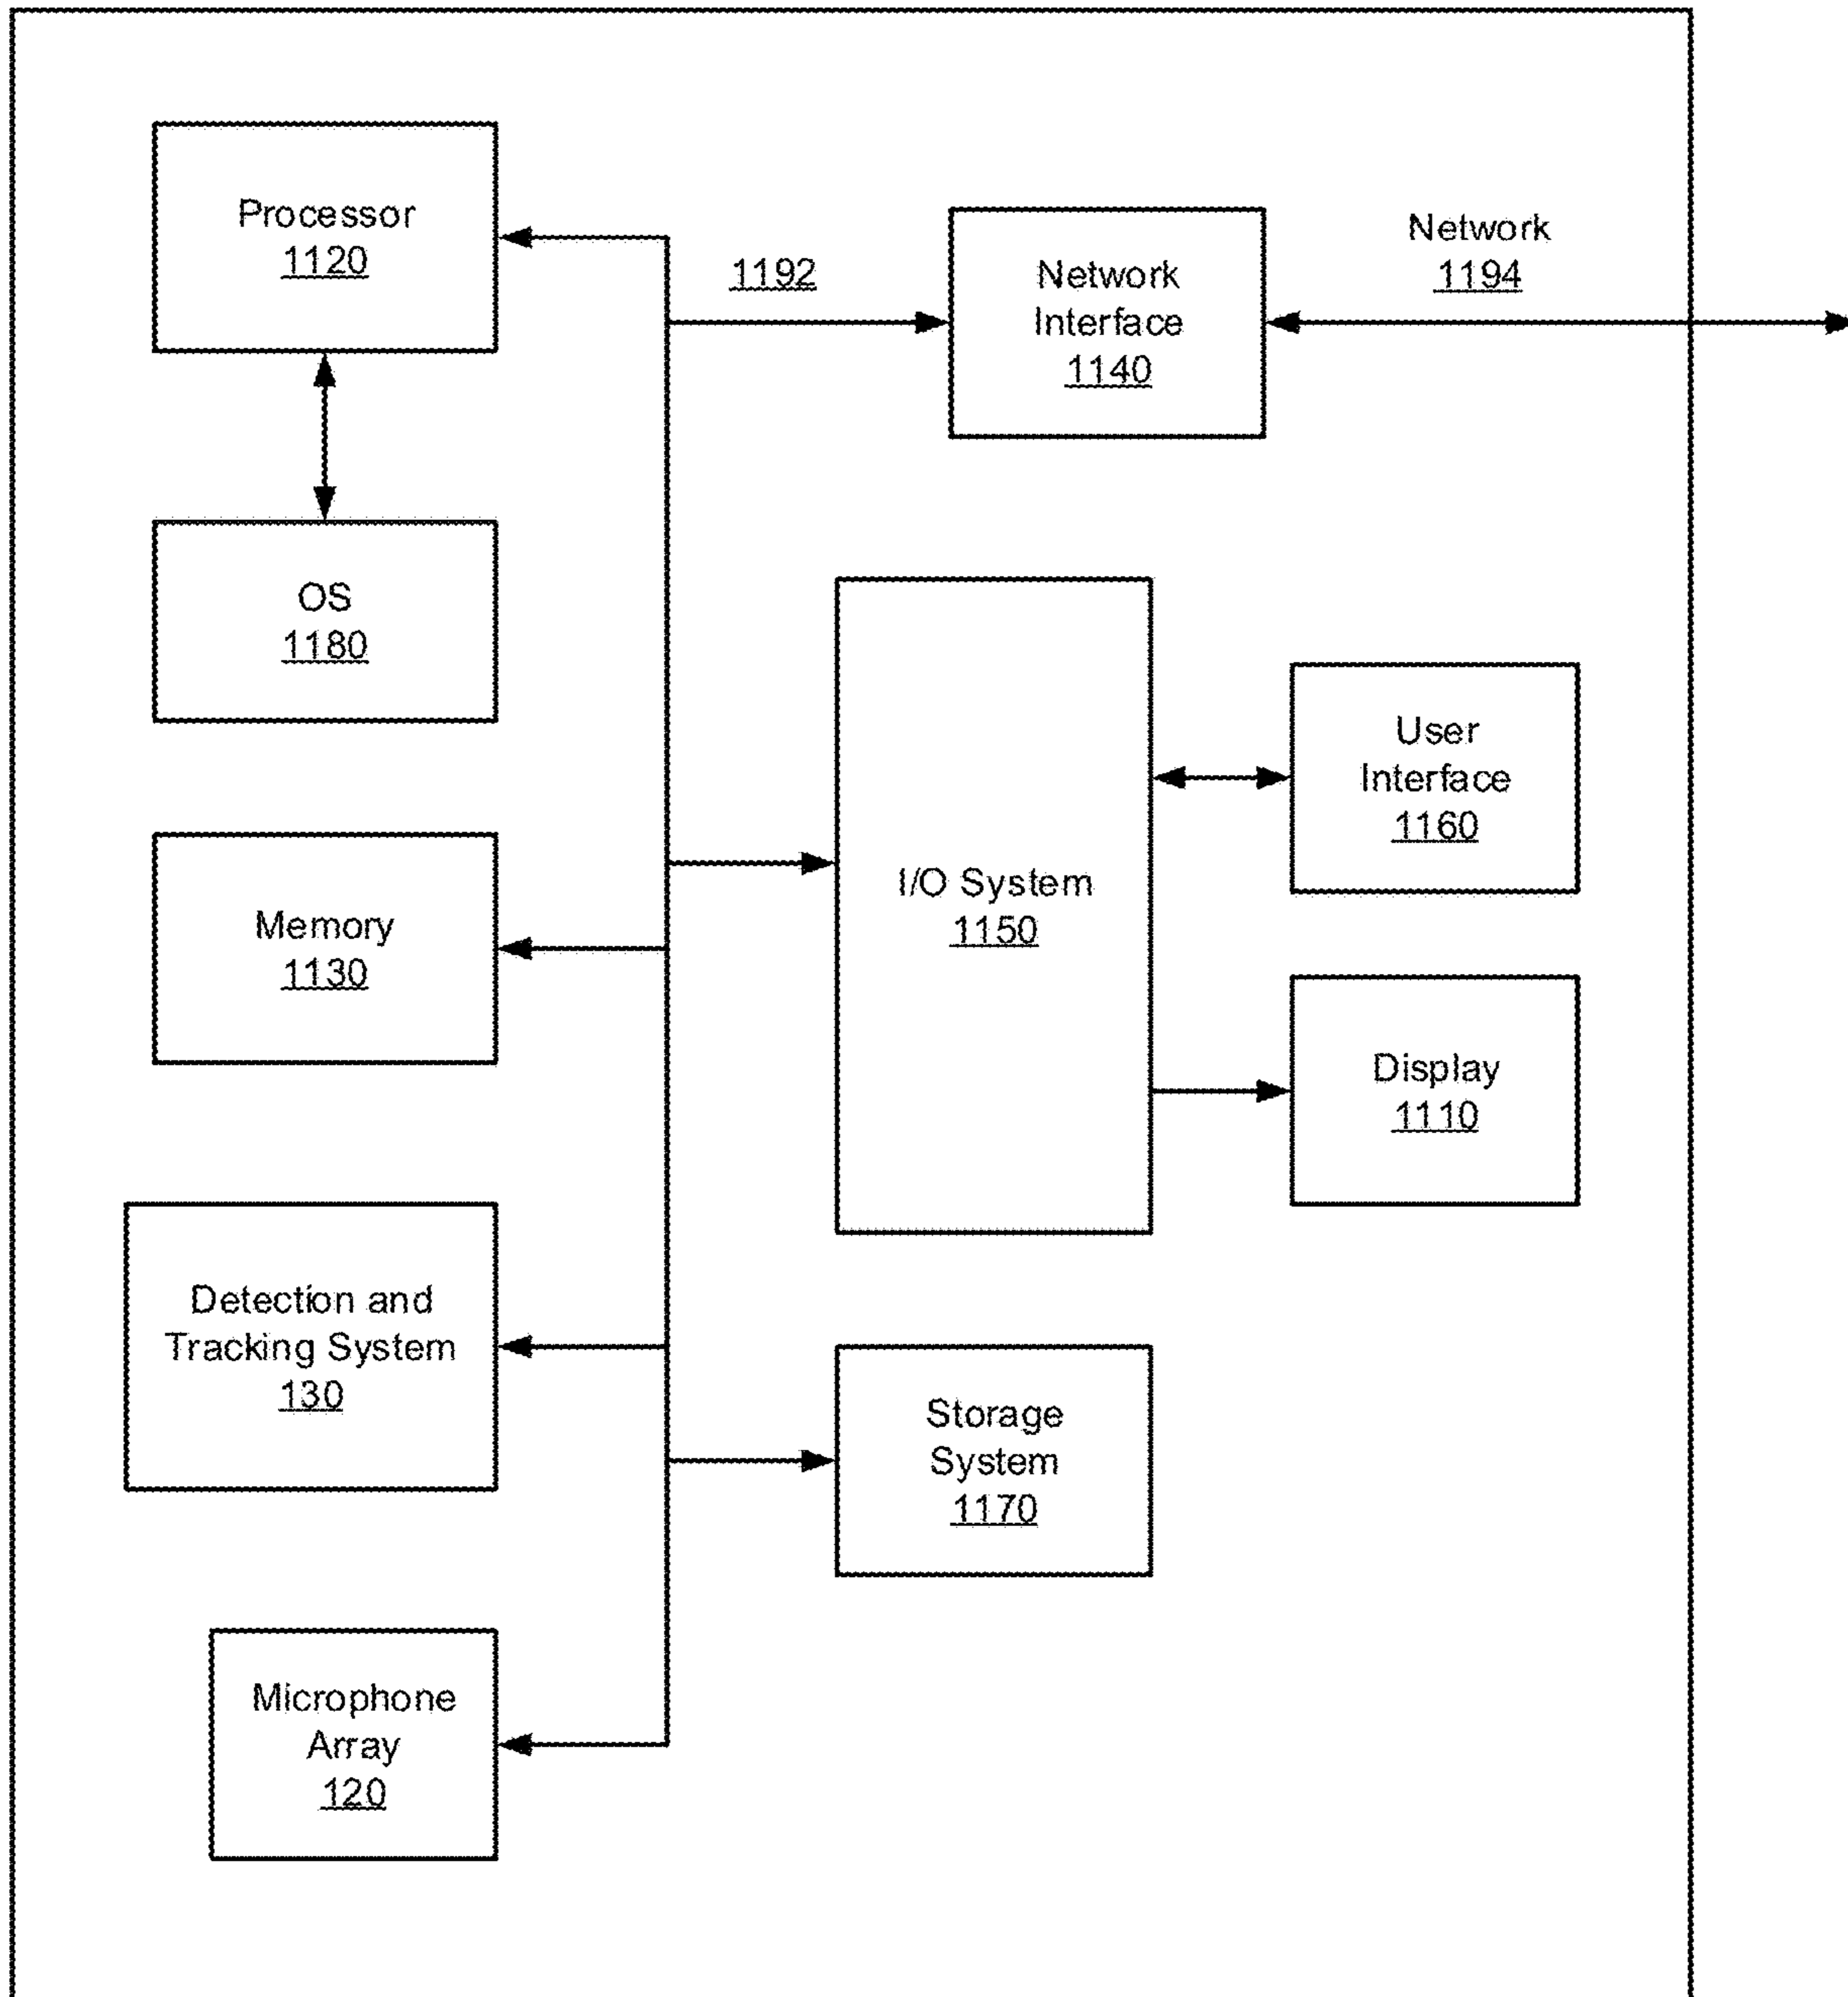 Processor
1120
1192
Network
Interface
1140
Network
1194
OS
1180
User
Interface
1160
I/O System
1150
Memory
1130
Display
1110
Detection and
Tracking System
130
Storage
System
1170
Microphone
Array
120